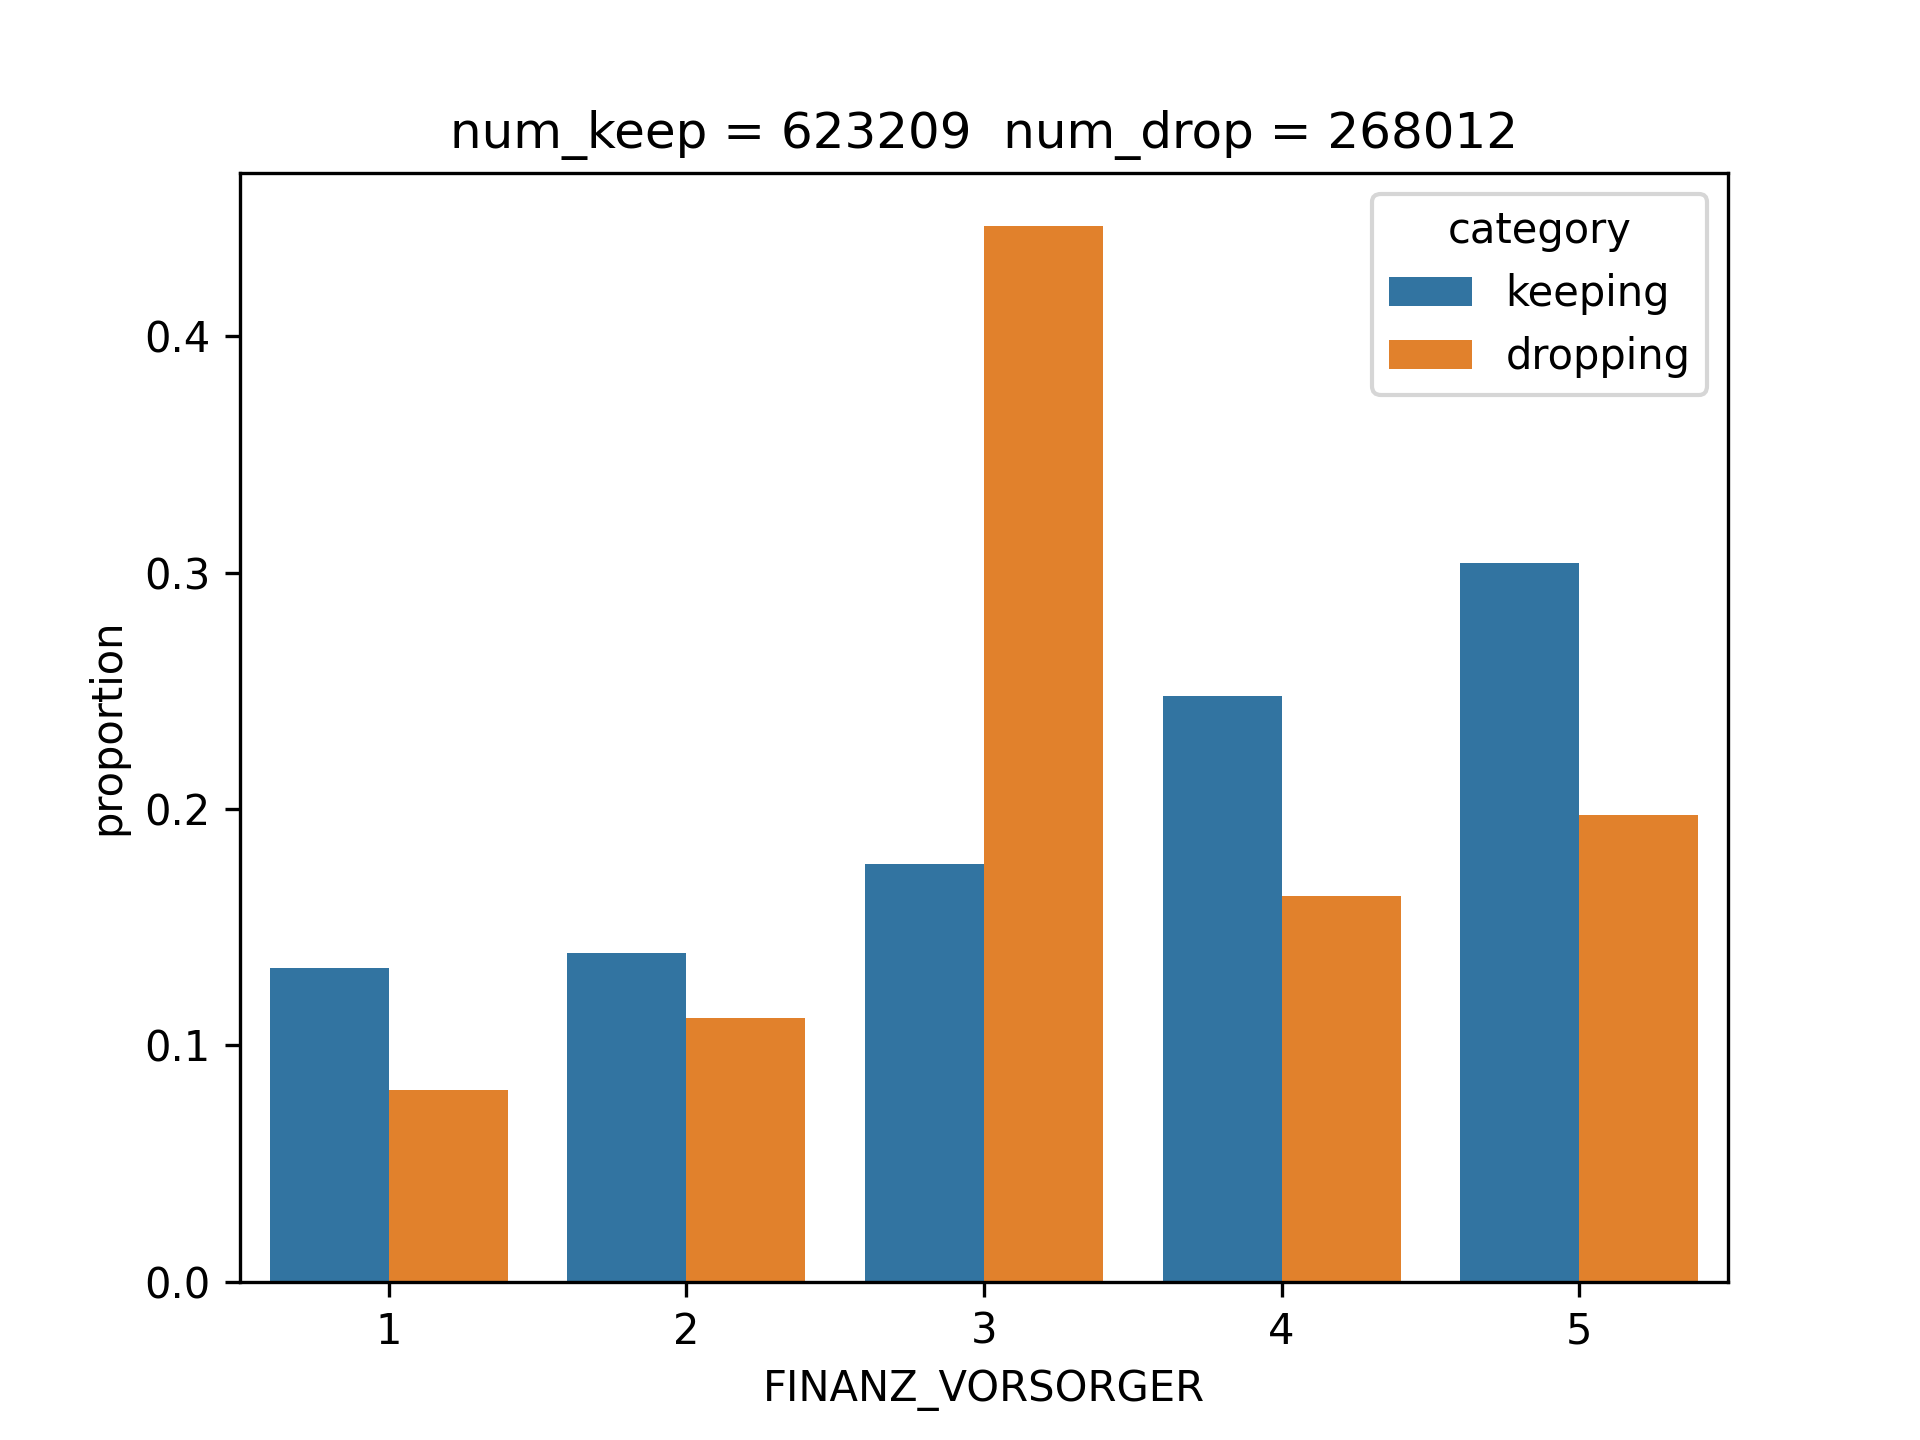 num_keep = 623209  num_drop = 268012
category
keeping
dropping
proportion
0.4
0.3
0.2
0.1
0.0
1 2 3 4 5
FINANZ_VORSORGER